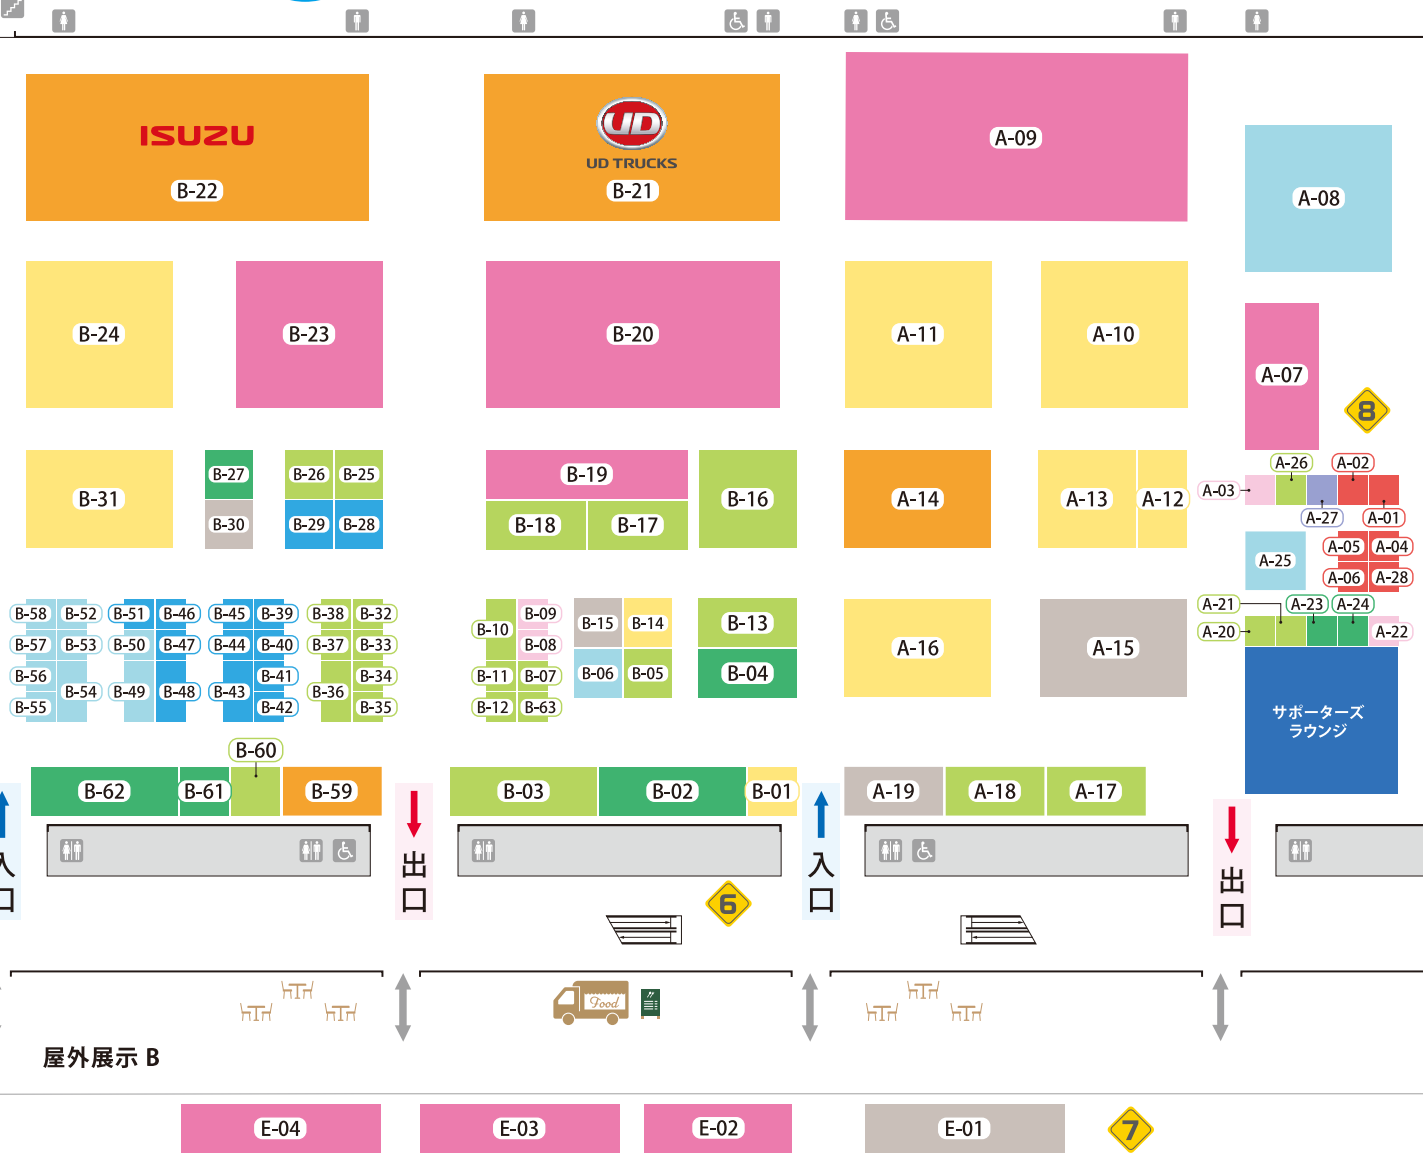 ISUZU
B-22
UD
UD TRUCKS
B-21
A-09
A-08
B-24
B-23
B-20
A-11
A-10
A-07
8
B-31
B-27
B-30
B-26
B-25
B-29
B-28
B-19
B-18
B-17
B-16
A-14
A-13
A-12
A-26
A-02
A-03
A-27
A-01
A-25
A-05
A-04
A-06
A-28
A-21
A-23
A-24
A-20
A-22
B-58
B-52
B-57
B-53
B-56
B-54
B-55
B-51
B-46
B-50
B-47
B-49
B-48
B-45
B-39
B-44
B-40
B-41
B-43
B-42
B-38
B-32
B-37
B-33
B-34
B-36
B-35
B-10
B-09
B-08
B-11
B-07
B-12
B-63
B-15
B-14
B-06
B-05
B-13
B-04
A-16
A-15
サポーターズ
ラウンジ
B-60
B-62
B-61
B-59
B-03
B-02
B-01
A-19
A-18
A-17
入口
出口
入口
出口
6
Food
屋外展示 B
E-04
E-03
E-02
E-01
7